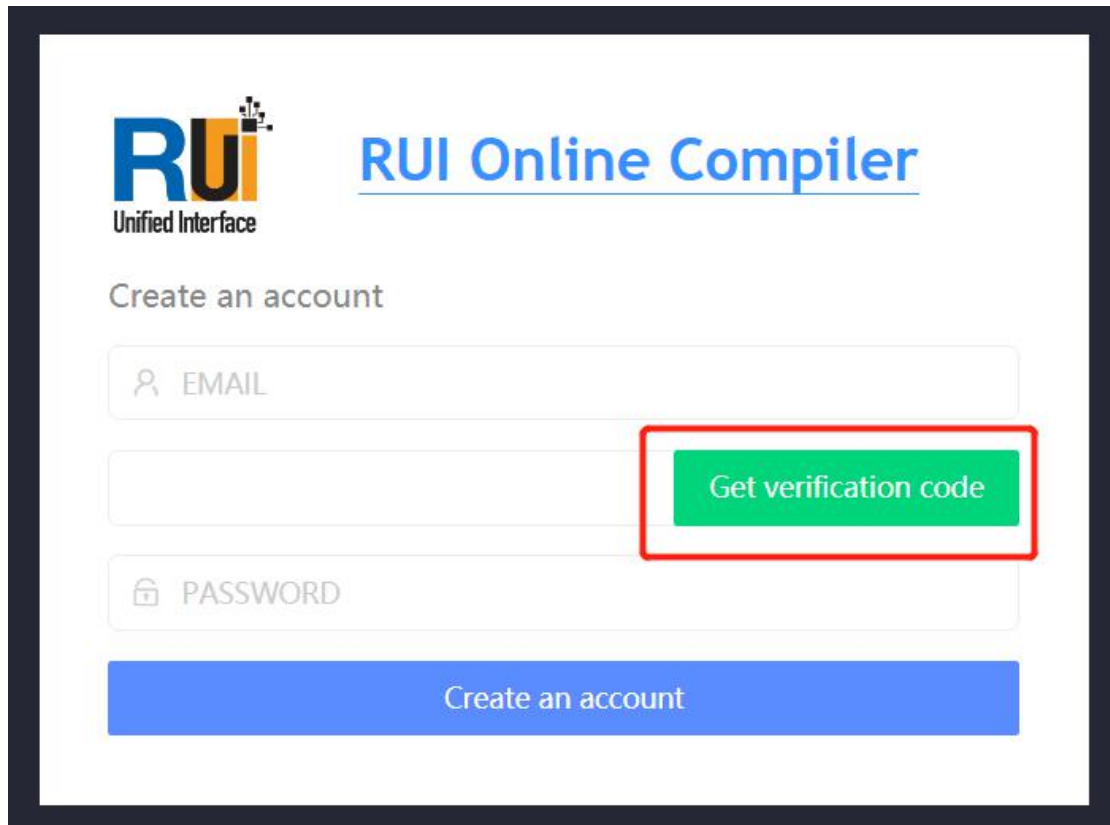 RUi
Unified Interface
RUI Online Compiler
Create an account
EMAIL
Get verification code
PASSWORD
Create an account